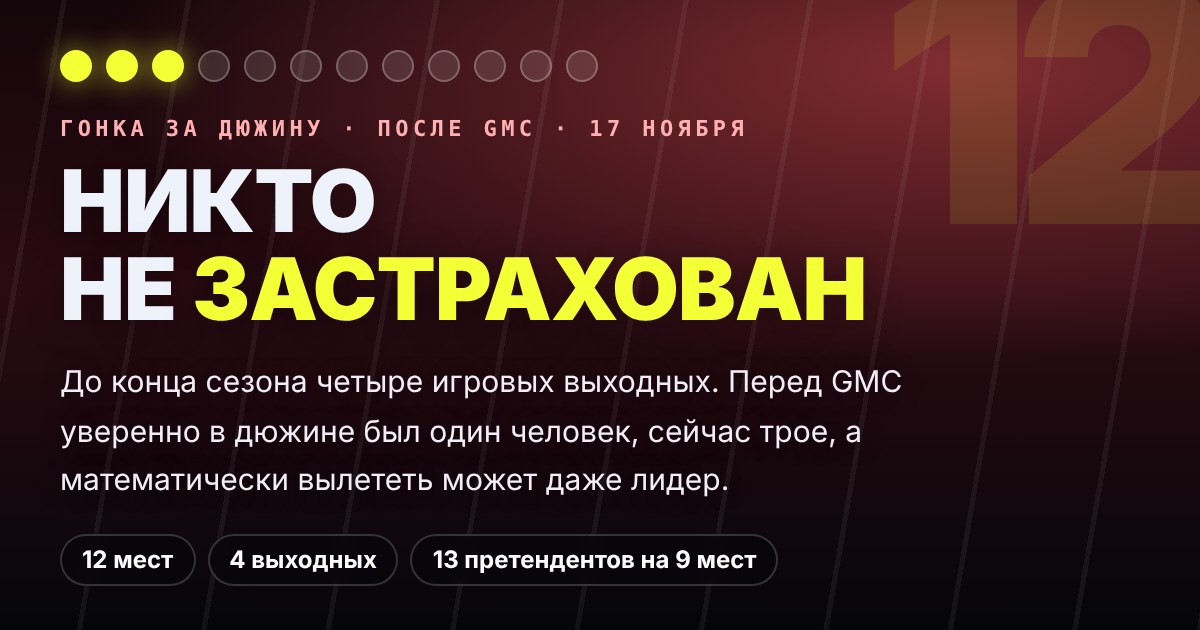 12
ГОНКА ЗА ДЮЖИНУ · ПОСЛЕ GMC · 17 НОЯБРЯ
НИКТО
НЕ ЗАСТРАХОВАН
До конца сезона четыре игровых выходных. Перед GMC
уверенно в дюжине был один человек, сейчас трое, а
математически вылететь может даже лидер.
12 мест
4 выходных
13 претендентов на 9 мест